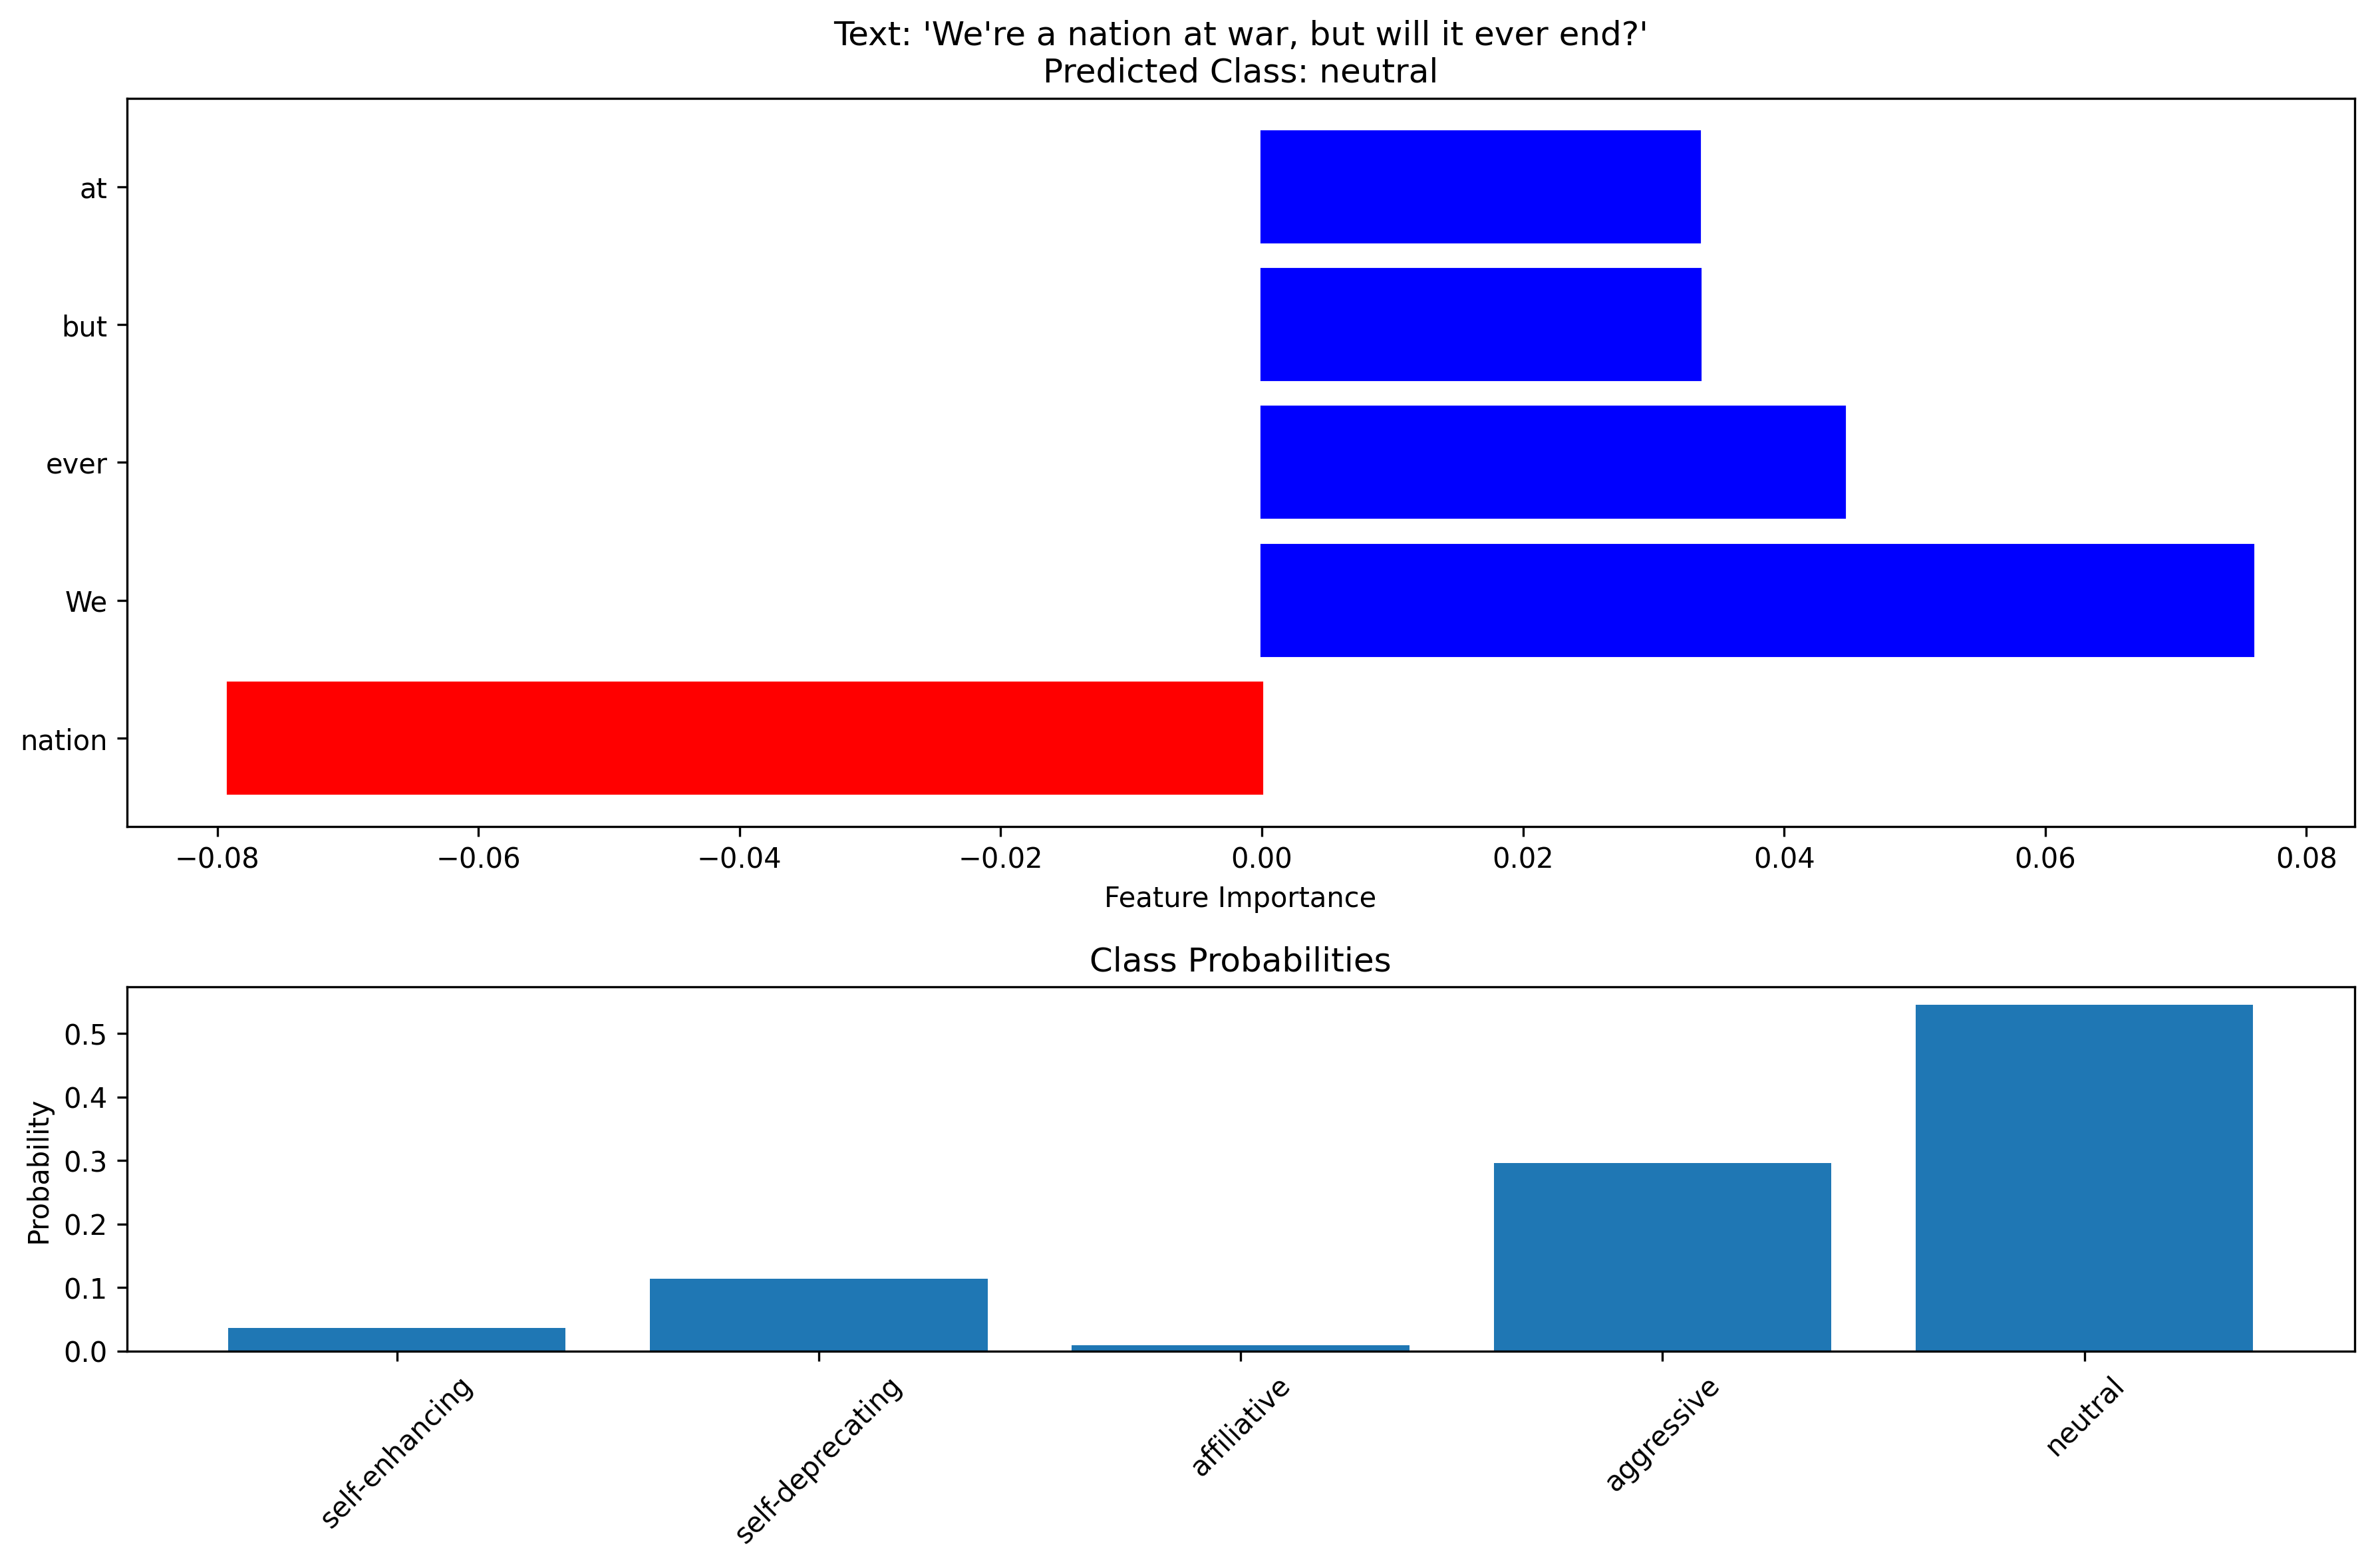 Text: 'We're a nation at war, but will it ever end?'
Predicted Class: neutral
at
but
ever
We
nation
−0.08 −0.06 −0.04 −0.02 0.00 0.02 0.04 0.06 0.08
Feature Importance
Class Probabilities
Probability
0.5
0.4
0.3
0.2
0.1
0.0
self-enhancing self-deprecating affiliative aggressive neutral